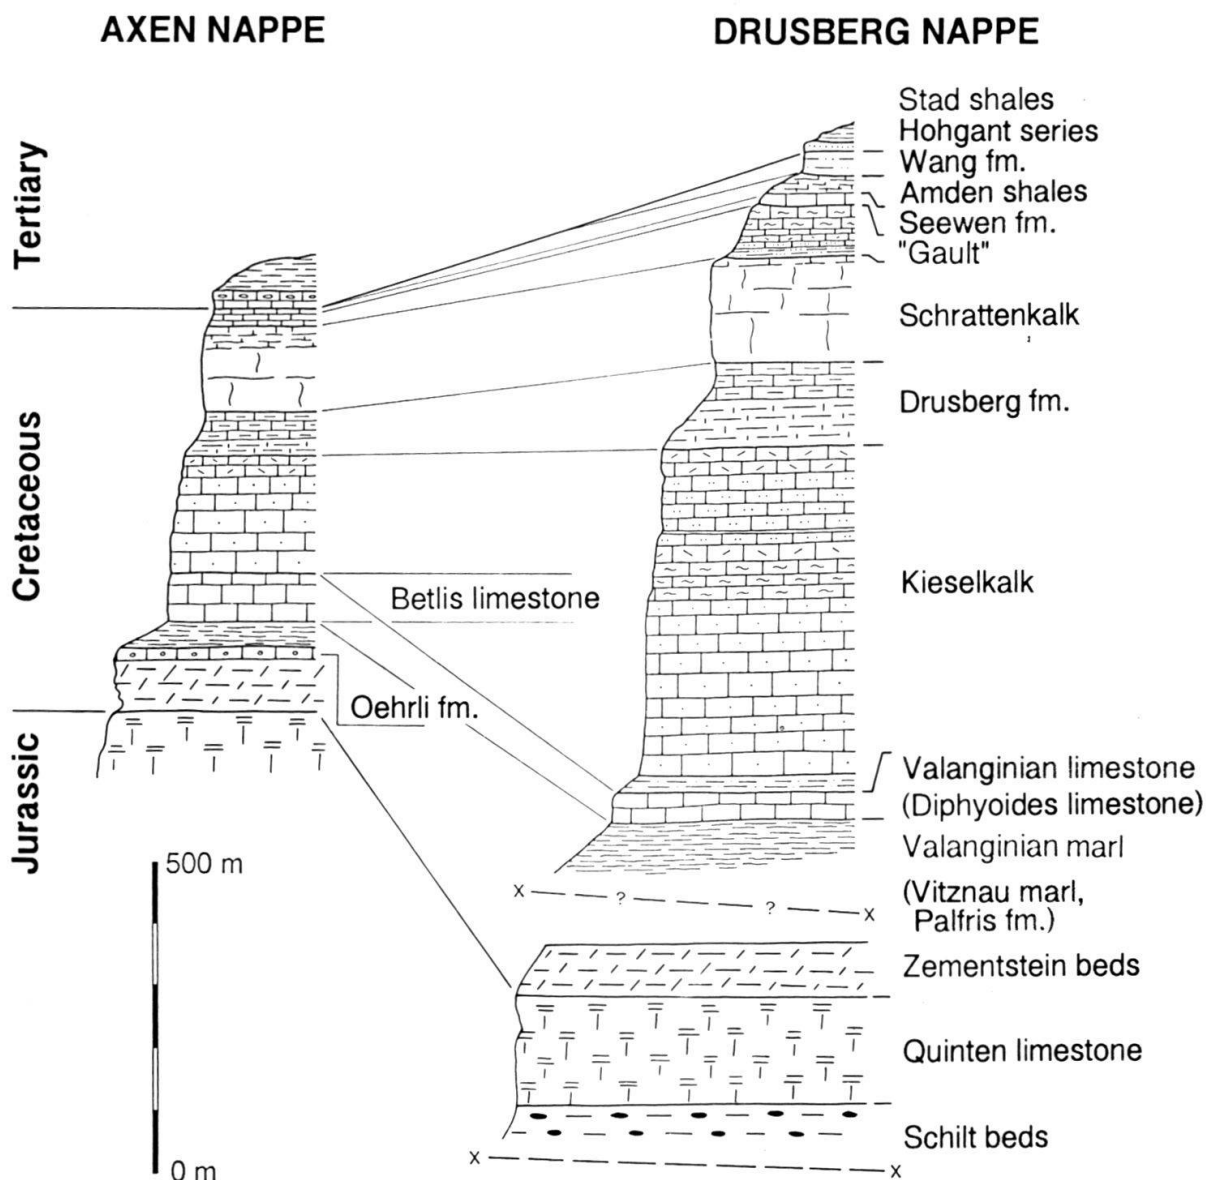 AXEN NAPPE
DRUSBERG NAPPE
Tertiary
Cretaceous
Jurassic
Stad shales
Hohgant series
Wang fm.
Amden shales
Seewen fm.
"Gault"
Schrattenkalk
Drusberg fm.
Kieselkalk
Betlis limestone
Oehrli fm.
Valanginian limestone
(Diphyoides limestone)
Valanginian marl
(Vitznau marl,
Palfris fm.)
Zementstein beds
Quinten limestone
Schilt beds
500 m
0 m
X ? ? X
X X